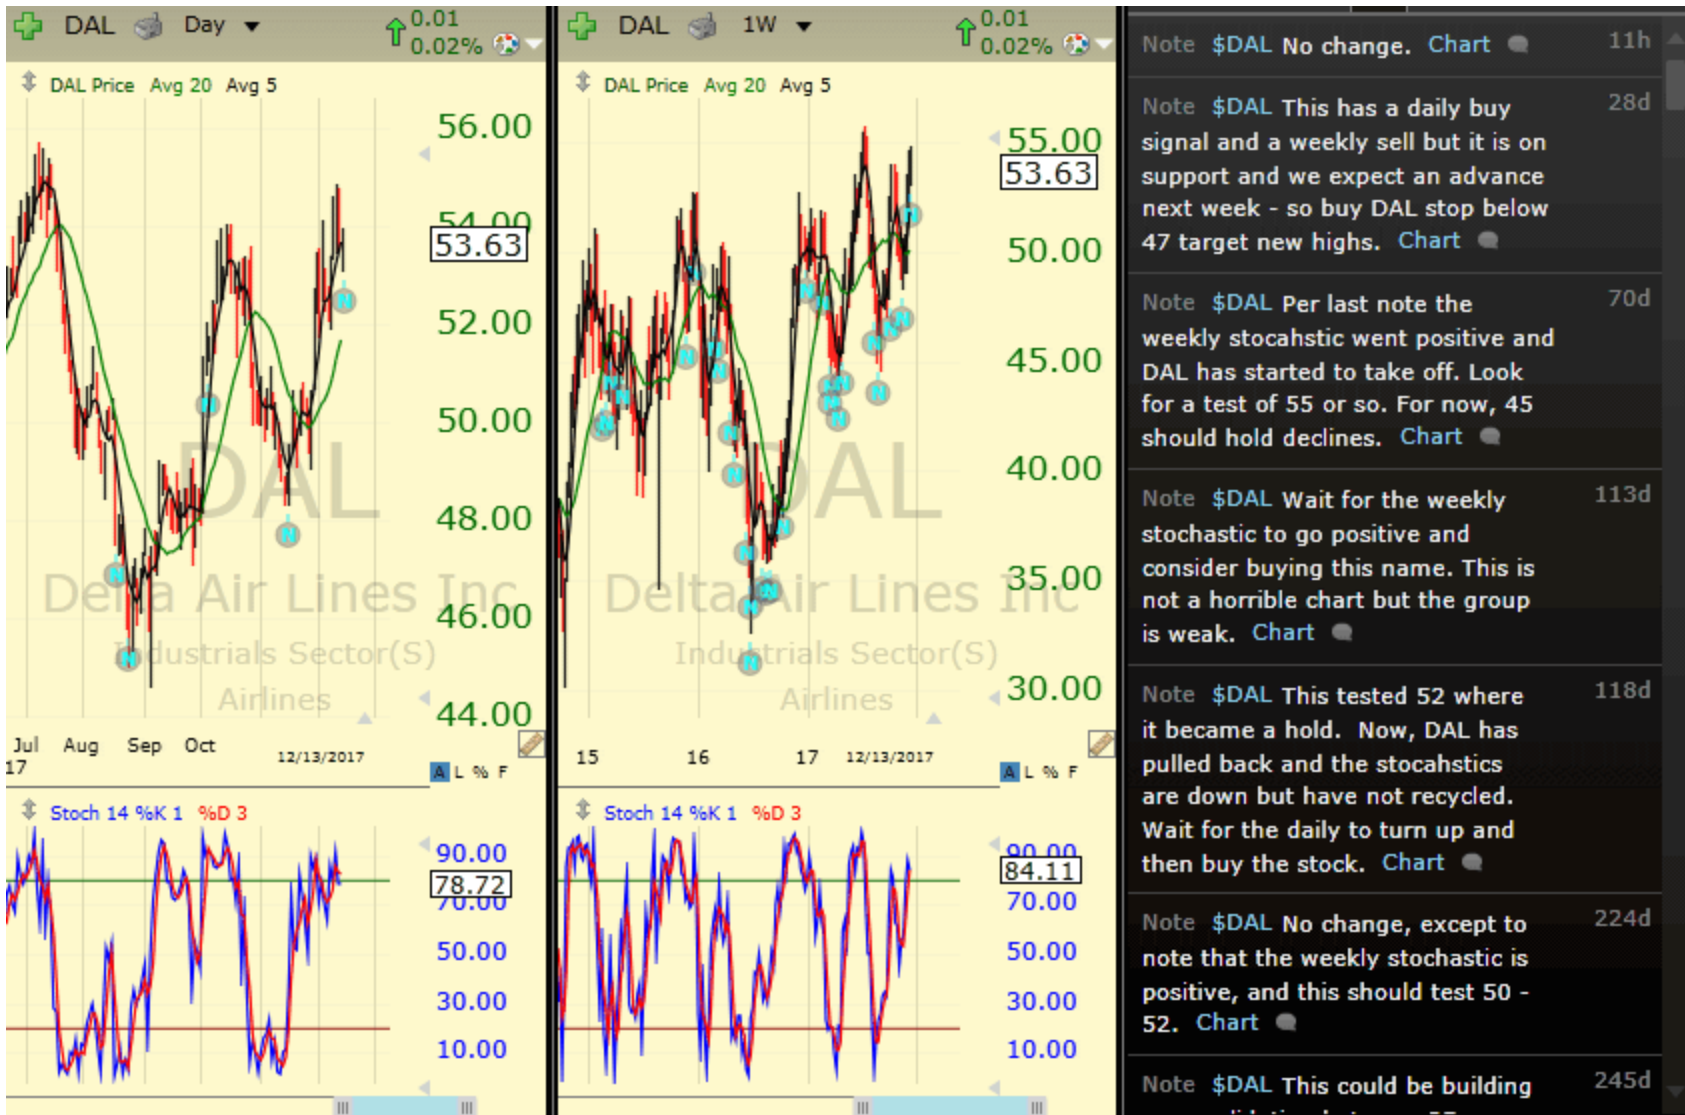 DAL Day 0.01
0.02%
DAL Price Avg 20 Avg 5
56.00
54.00
53.63
52.00
50.00
48.00
46.00
44.00
DAL
Delta Air Lines Inc
Industrials Sector(S)
Airlines
N
N
N
N
N
Jul Aug Sep Oct
17
12/13/2017
A L % F
Stoch 14 %K 1 %D 3
90.00
78.72
70.00
50.00
30.00
10.00
DAL 1W 0.01
0.02%
DAL Price Avg 20 Avg 5
55.00
53.63
50.00
45.00
40.00
35.00
30.00
DAL
Delta Air Lines Inc
Industrials Sector(S)
Airlines
15 16 17 12/13/2017
A L % F
Stoch 14 %K 1 %D 3
90.00
84.11
70.00
50.00
30.00
10.00
Note $DAL No change. Chart 11h
Note $DAL This has a daily buy 28d
signal and a weekly sell but it is on
support and we expect an advance
next week - so buy DAL stop below
47 target new highs. Chart
Note $DAL Per last note the 70d
weekly stocahstic went positive and
DAL has started to take off. Look
for a test of 55 or so. For now, 45
should hold declines. Chart
Note $DAL Wait for the weekly 113d
stochastic to go positive and
consider buying this name. This is
not a horrible chart but the group
is weak. Chart
Note $DAL This tested 52 where 118d
it became a hold. Now, DAL has
pulled back and the stocahstics
are down but have not recycled.
Wait for the daily to turn up and
then buy the stock. Chart
Note $DAL No change, except to 224d
note that the weekly stochastic is
positive, and this should test 50 -
52. Chart
Note $DAL This could be building 245d